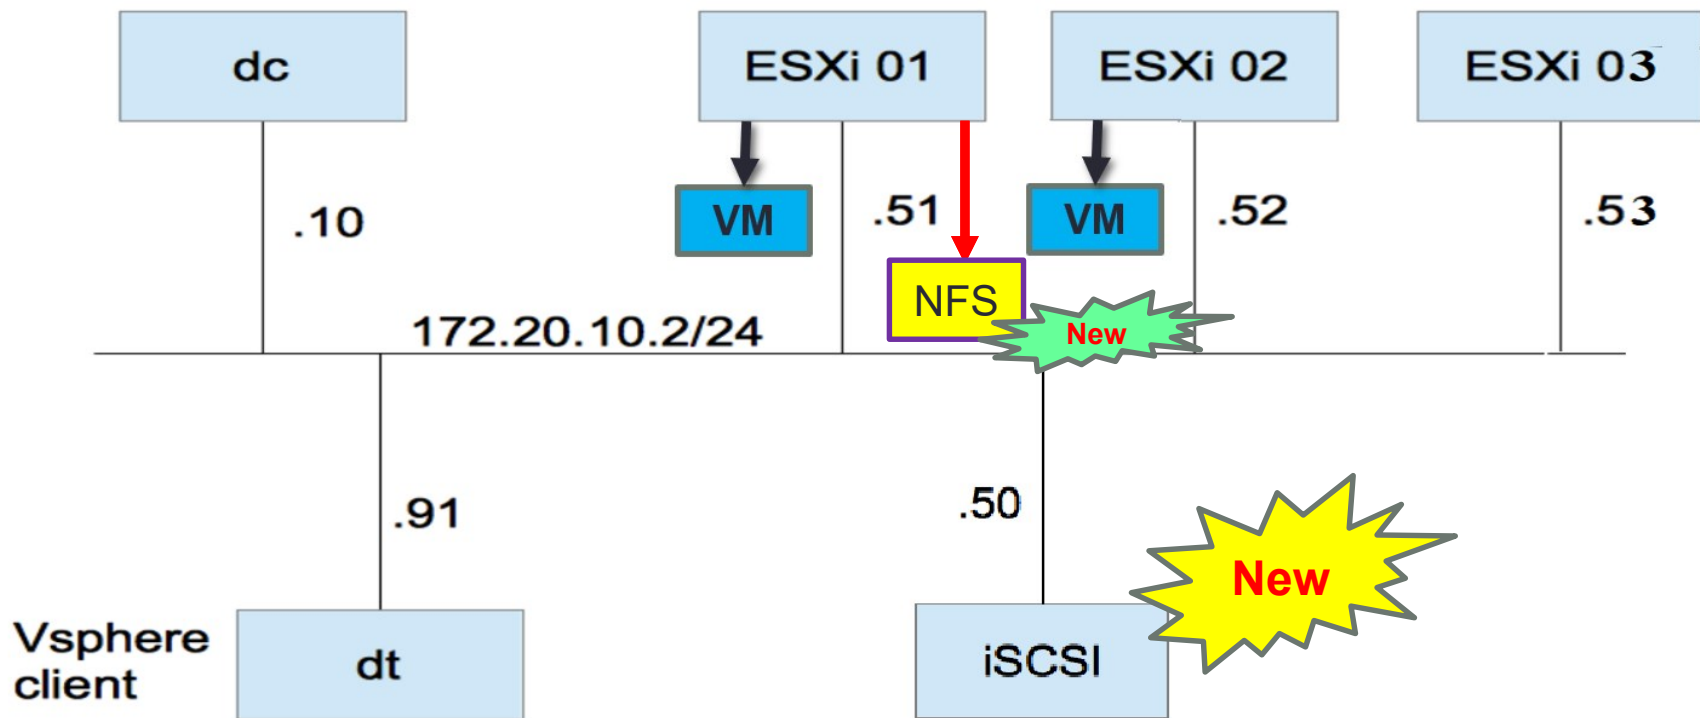 dc
ESXi 01
ESXi 02
ESXi 03
.10
VM
.51
VM
.52
.53
NFS
New
172.20.10.2/24
.91
.50
New
Vsphere
client
dt
iSCSI